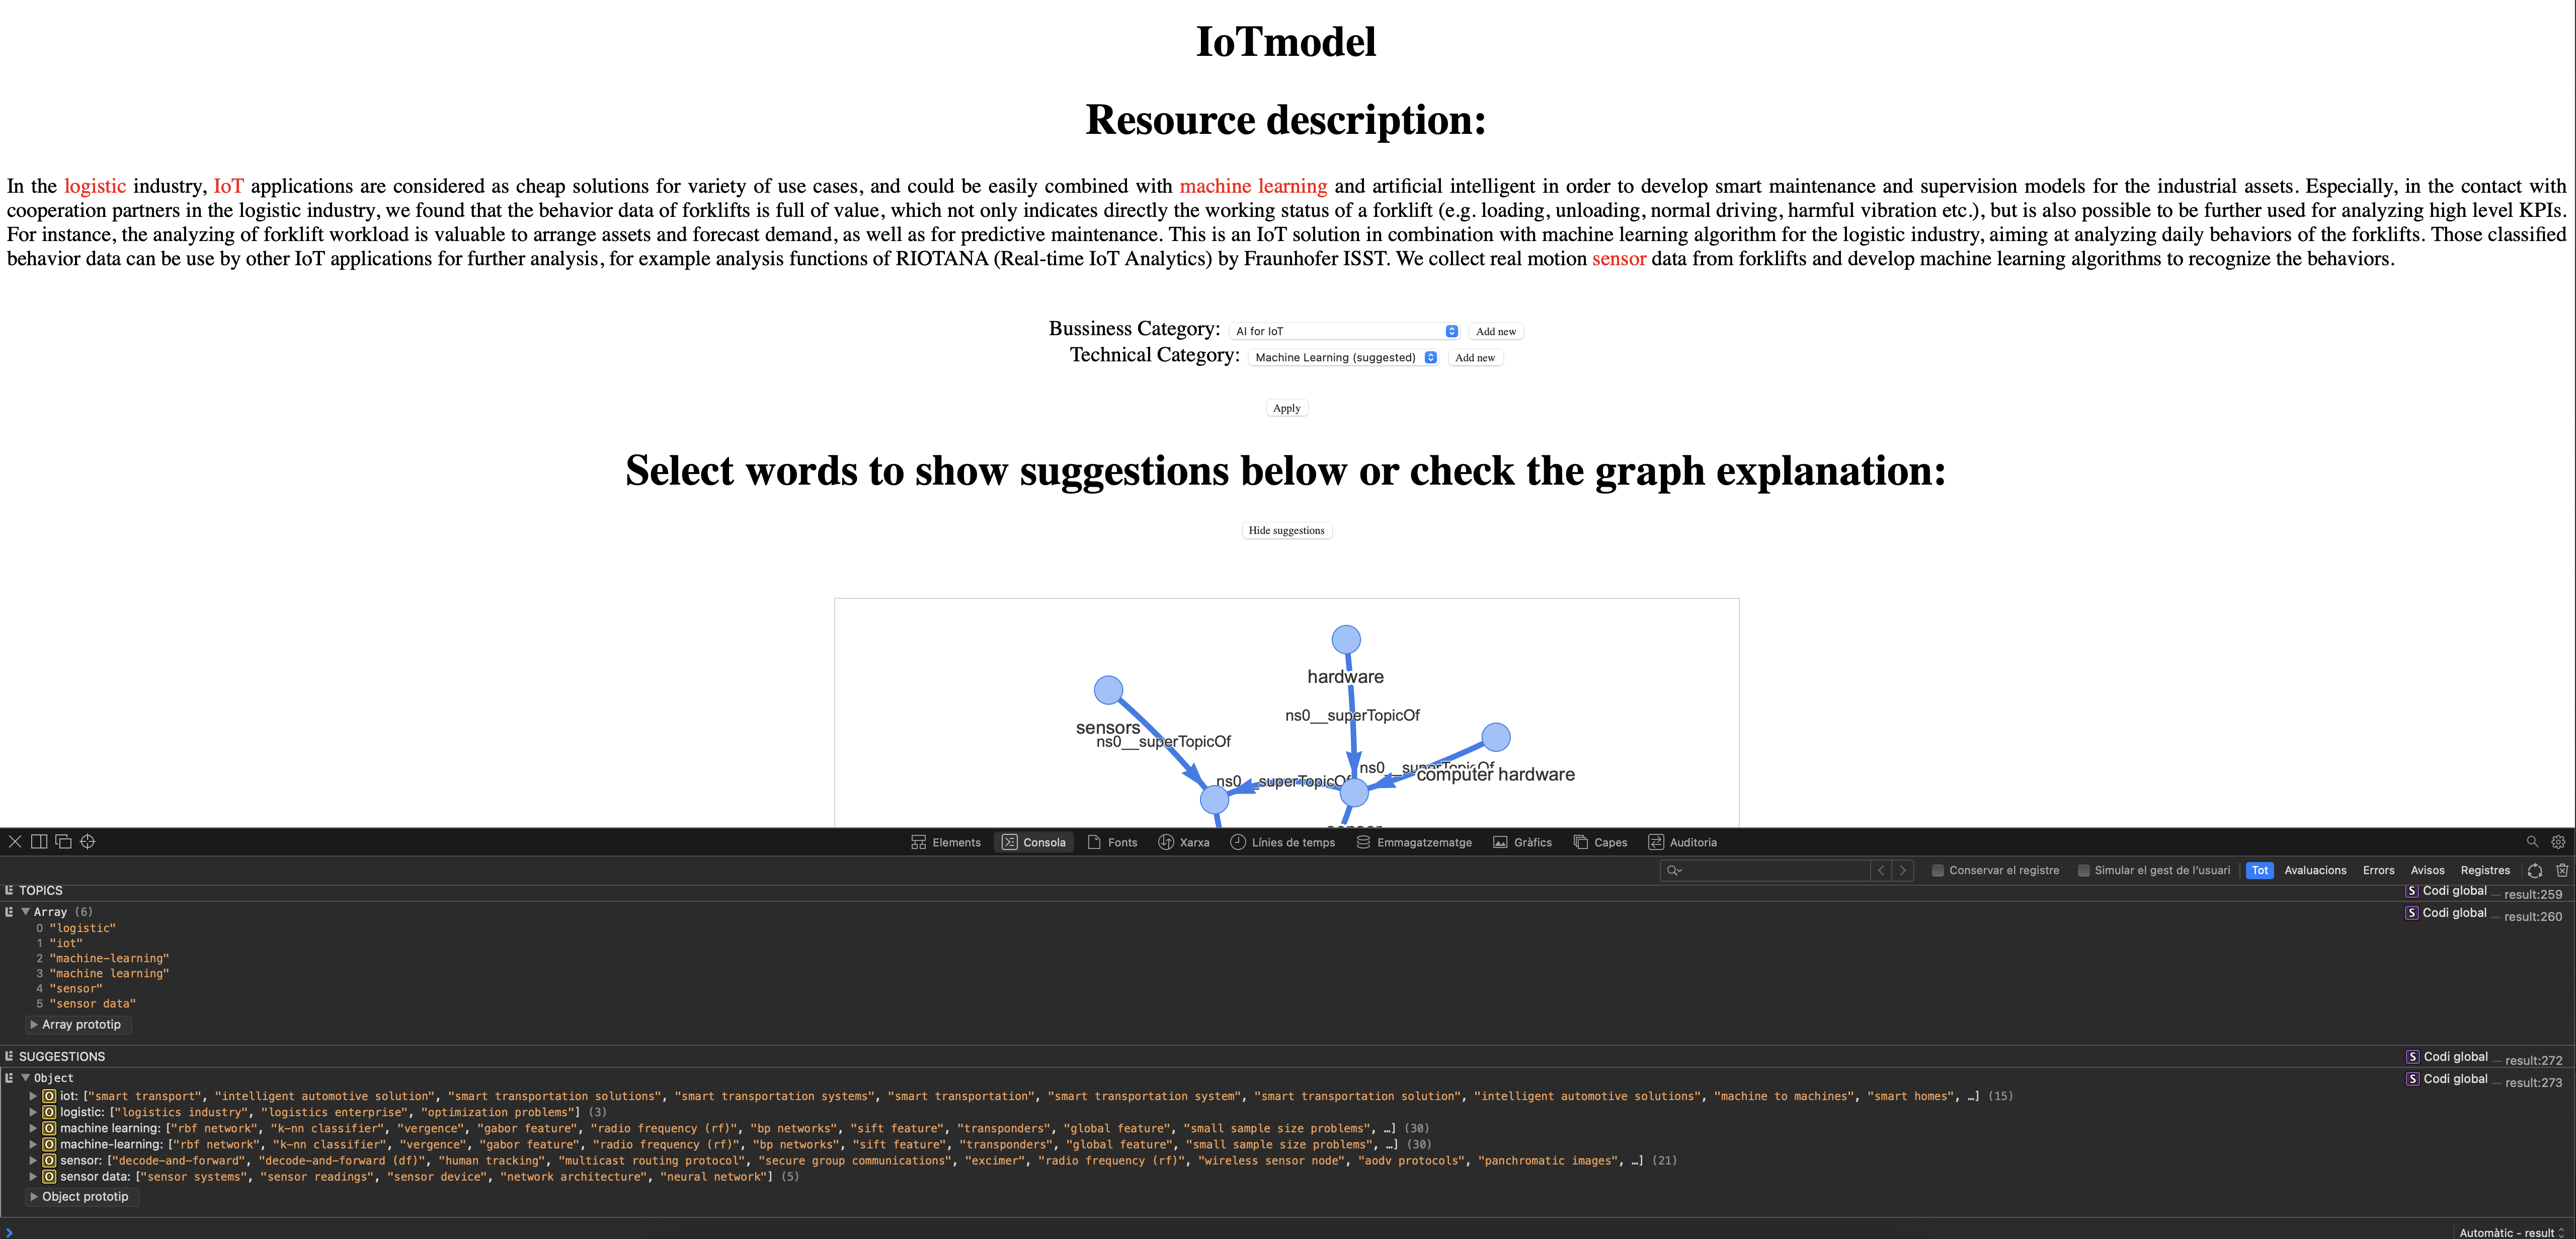 IoTmodel
Resource description:
In the logistic industry, IoT applications are considered as cheap solutions for variety of use cases, and could be easily combined with machine learning and artificial intelligent in order to develop smart maintenance and supervision models for the industrial assets. Especially, in the contact with
cooperation partners in the logistic industry, we found that the behavior data of forklifts is full of value, which not only indicates directly the working status of a forklift (e.g. loading, unloading, normal driving, harmful vibration etc.), but is also possible to be further used for analyzing high level KPIs.
For instance, the analyzing of forklift workload is valuable to arrange assets and forecast demand, as well as for predictive maintenance. This is an IoT solution in combination with machine learning algorithm for the logistic industry, aiming at analyzing daily behaviors of the forklifts. Those classified
behavior data can be use by other IoT applications for further analysis, for example analysis functions of RIOTANA (Real-time IoT Analytics) by Fraunhofer ISST. We collect real motion sensor data from forklifts and develop machine learning algorithms to recognize the behaviors.
Bussiness Category: AI for IoT Add new
Technical Category: Machine Learning (suggested) Add new
Apply
Select words to show suggestions below or check the graph explanation:
Hide suggestions
hardware
ns0__superTopicOf
sensors
ns0__superTopicOf
ns0__superTopicOf
computer hardware
ns0__superTopicOf
sensor
Elements Consola Fonts Xarxa Línies de temps Emmagatzematge Gràfics Capes Auditoria
Conservar el registre Simular el gest de l'usuari Tot Avaluacions Errors Avisos Registres
TOPICS S Codi global — result:259
Array (6) S Codi global — result:260
0 "logistic"
1 "iot"
2 "machine-learning"
3 "machine learning"
4 "sensor"
5 "sensor data"
Array prototip
SUGGESTIONS S Codi global — result:272
Object S Codi global — result:273
O iot: ["smart transport", "intelligent automotive solution", "smart transportation solutions", "smart transportation systems", "smart transportation", "smart transportation system", "smart transportation solution", "intelligent automotive solutions", "machine to machines", "smart homes", …] (15)
O logistic: ["logistics industry", "logistics enterprise", "optimization problems"] (3)
O machine learning: ["rbf network", "k-nn classifier", "vergence", "gabor feature", "radio frequency (rf)", "bp networks", "sift feature", "transponders", "global feature", "small sample size problems", …] (30)
O machine-learning: ["rbf network", "k-nn classifier", "vergence", "gabor feature", "radio frequency (rf)", "bp networks", "sift feature", "transponders", "global feature", "small sample size problems", …] (30)
O sensor: ["decode-and-forward", "decode-and-forward (df)", "human tracking", "multicast routing protocol", "secure group communications", "excimer", "radio frequency (rf)", "wireless sensor node", "aodv protocols", "panchromatic images", …] (21)
O sensor data: ["sensor systems", "sensor readings", "sensor device", "network architecture", "neural network"] (5)
Object prototip
Automàtic - result